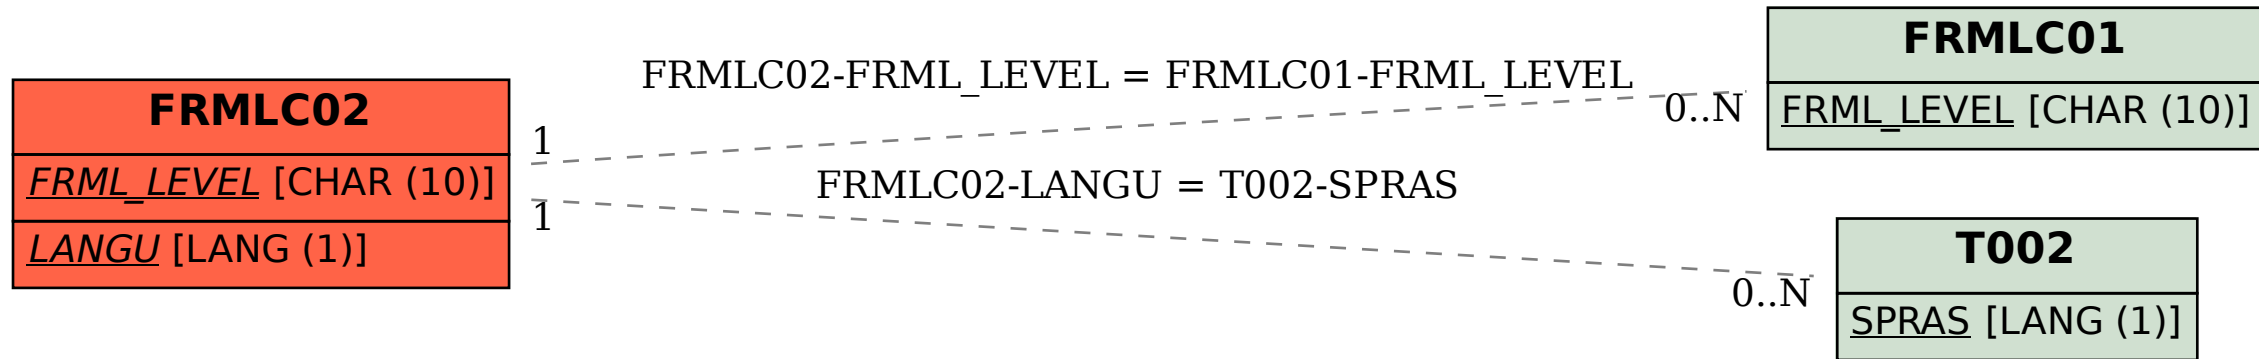 FRMLC02
FRML_LEVEL [CHAR (10)]
LANGU [LANG (1)]
FRMLC02-FRML_LEVEL = FRMLC01-FRML_LEVEL
1
0..N
FRMLC02-LANGU = T002-SPRAS
1
0..N
FRMLC01
FRML_LEVEL [CHAR (10)]
T002
SPRAS [LANG (1)]